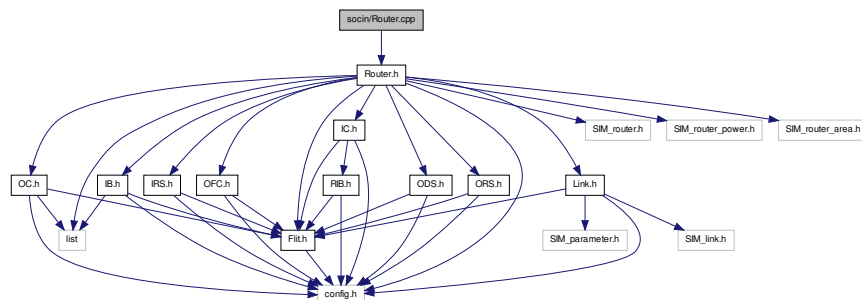 socin/Router.cpp
Router.h
IC.h
SIM_router.h
SIM_router_power.h
SIM_router_area.h
OC.h
IB.h
IRS.h
OFC.h
RIB.h
ODS.h
ORS.h
Link.h
list
Flit.h
SIM_parameter.h
SIM_link.h
config.h